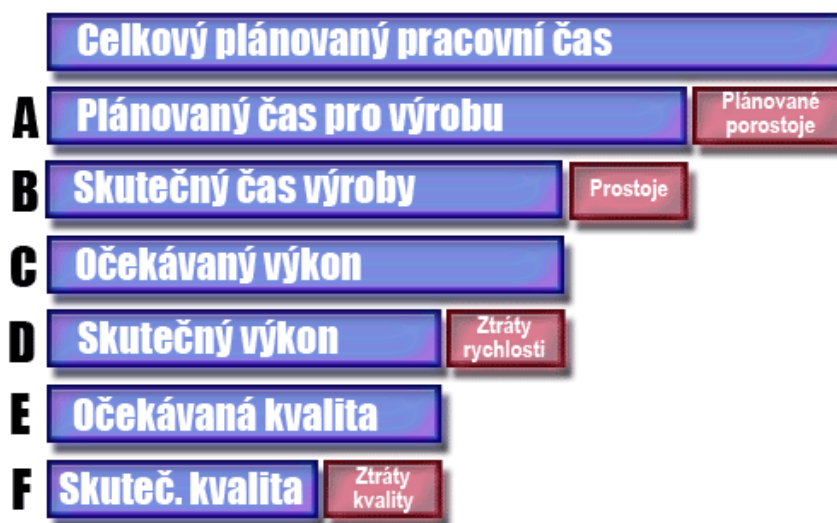 Celkový plánovaný pracovní čas
A Plánovaný čas pro výrobu Plánované
porostoje
B Skutečný čas výroby Prostoje
C Očekávaný výkon
D Skutečný výkon Ztráty
rychlosti
E Očekávaná kvalita
F Skuteč. kvalita Ztráty
kvality